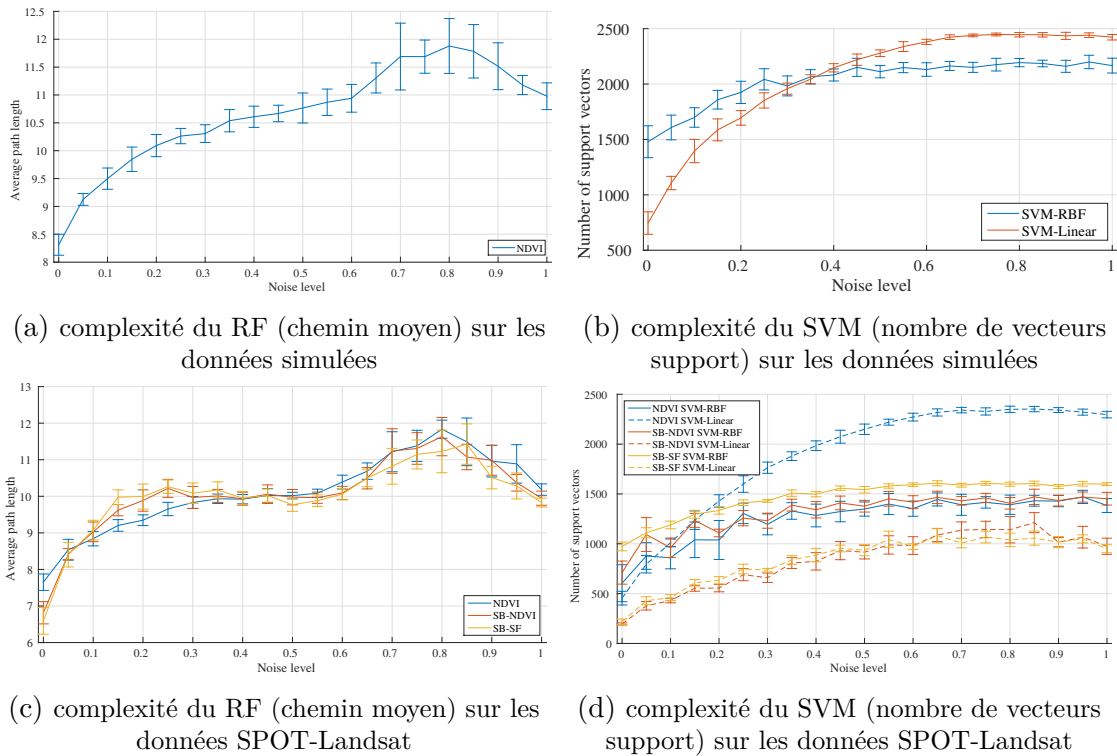 12.5
12
11.5
11
10.5
10
9.5
9
8.5
8
Average path length
0 0.1 0.2 0.3 0.4 0.5 0.6 0.7 0.8 0.9 1
Noise level
NDVI
(a) complexité du RF (chemin moyen) sur les
données simulées
2500
2000
1500
1000
500
Number of support vectors
0 0.2 0.4 0.6 0.8 1
Noise level
SVM-RBF
SVM-Linear
(b) complexité du SVM (nombre de vecteurs
support) sur les données simulées
13
12
11
10
9
8
7
6
Average path length
0 0.1 0.2 0.3 0.4 0.5 0.6 0.7 0.8 0.9 1
Noise level
NDVI
SB-NDVI
SB-SF
(c) complexité du RF (chemin moyen) sur les
données SPOT-Landsat
2500
2000
1500
1000
500
0
Number of support vectors
0 0.1 0.2 0.3 0.4 0.5 0.6 0.7 0.8 0.9 1
Noise level
NDVI SVM-RBF
NDVI SVM-Linear
SB-NDVI SVM-RBF
SB-NDVI SVM-Linear
SB-SF SVM-RBF
SB-SF SVM-Linear
(d) complexité du SVM (nombre de vecteurs
support) sur les données SPOT-Landsat